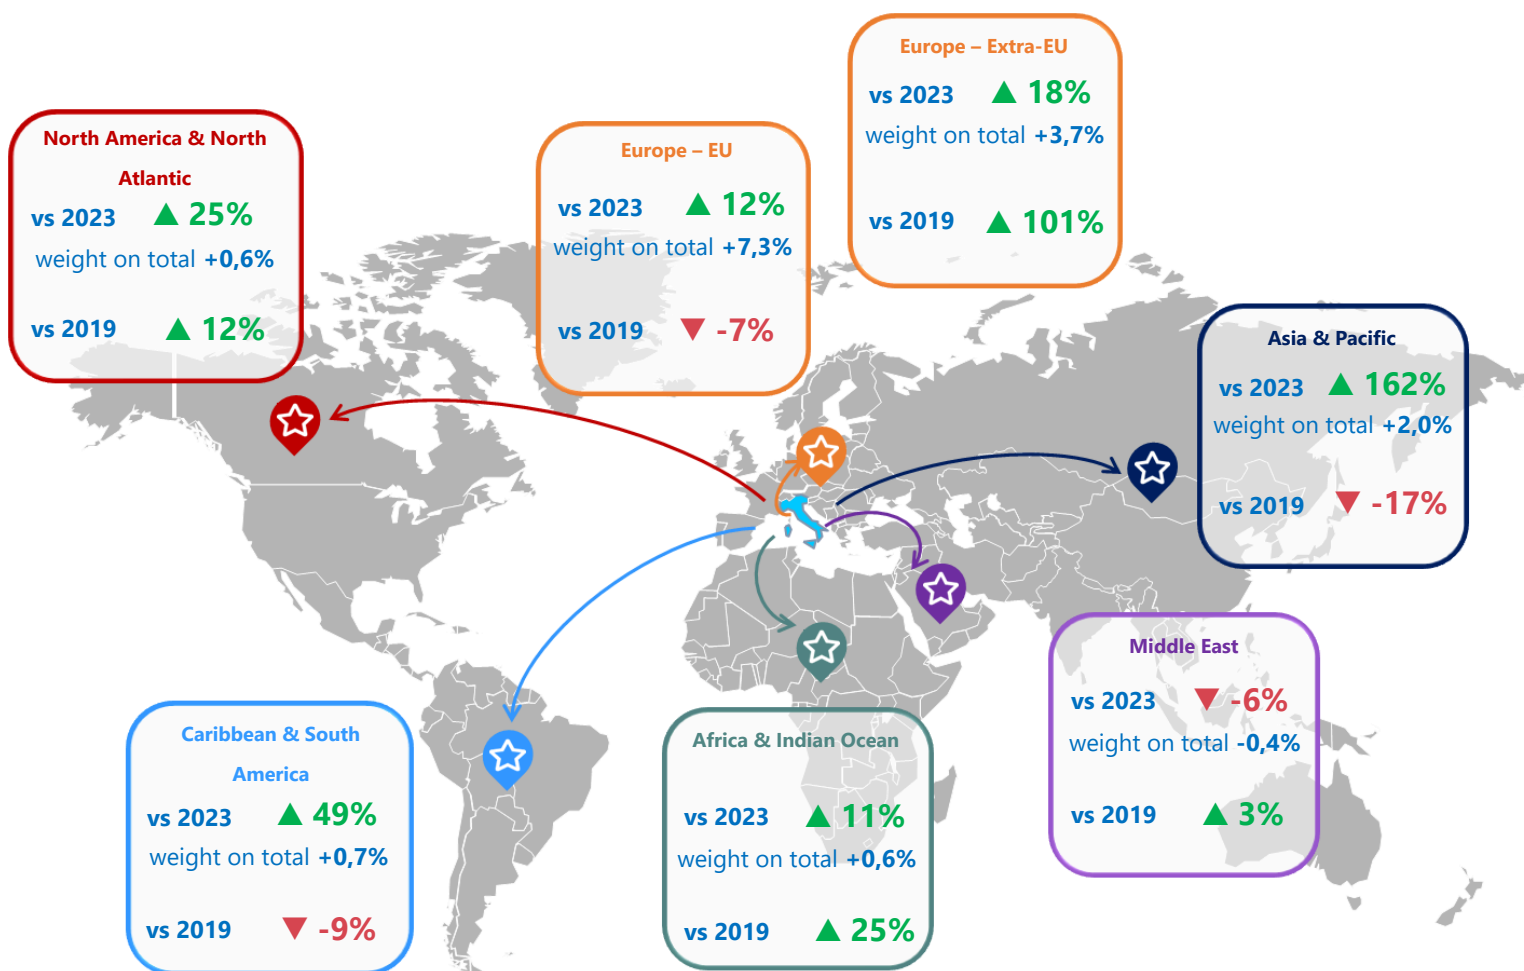 Europe – Extra-EU
vs 2023 ▲ 18%
weight on total +3,7%
vs 2019 ▲ 101%
North America & North
Atlantic
vs 2023 ▲ 25%
weight on total +0,6%
vs 2019 ▲ 12%
Europe – EU
vs 2023 ▲ 12%
weight on total +7,3%
vs 2019 ▼ -7%
Asia & Pacific
vs 2023 ▲ 162%
weight on total +2,0%
vs 2019 ▼ -17%
Middle East
vs 2023 ▼ -6%
weight on total -0,4%
vs 2019 ▲ 3%
Caribbean & South
America
vs 2023 ▲ 49%
weight on total +0,7%
vs 2019 ▼ -9%
Africa & Indian Ocean
vs 2023 ▲ 11%
weight on total +0,6%
vs 2019 ▲ 25%